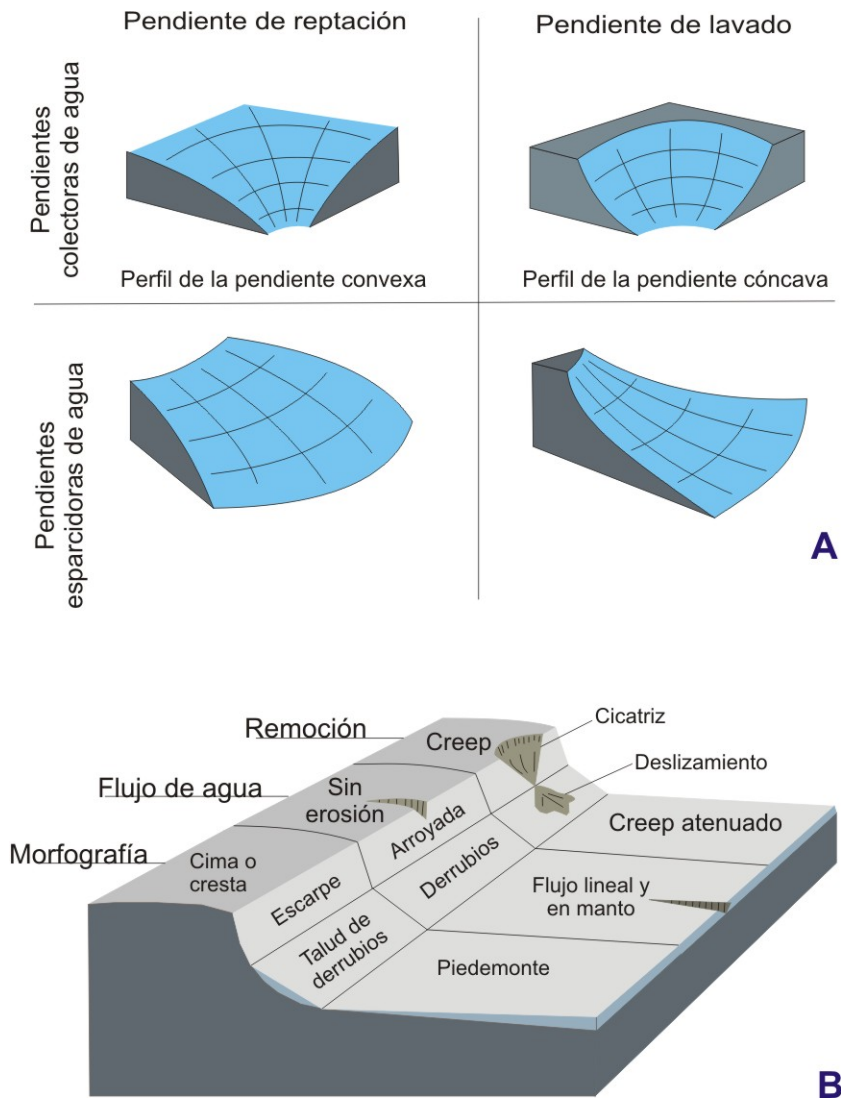 Pendiente de reptación
Pendiente de lavado
Pendientes
colectoras de agua
Perfil de la pendiente convexa
Perfil de la pendiente cóncava
Pendientes
esparcidoras de agua
A
Remoción
Creep
Cicatriz
Deslizamiento
Flujo de agua
Sin
erosión
Arroyada
Creep atenuado
Morfografía
Cima o
cresta
Escarpe
Derrubios
Flujo lineal y
en manto
Talud de
derrubios
Piedemonte
B